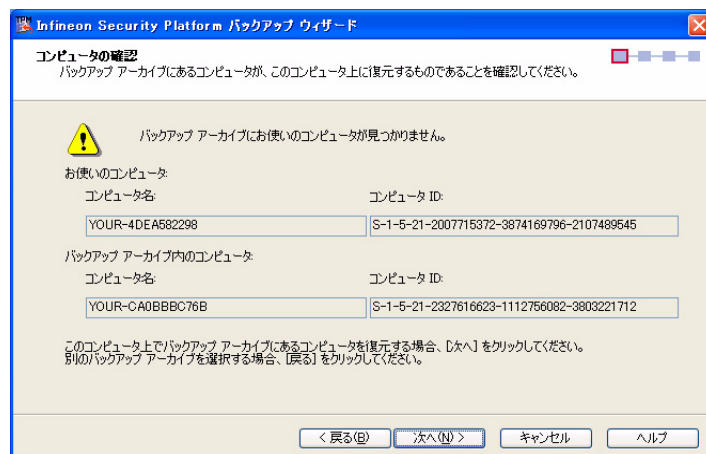 Infineon Security Platform バックアップ ウィザード
コンピュータの確認
バックアップ アーカイブにあるコンピュータが、このコンピュータ上に復元するものであることを確認してください。
バックアップ アーカイブにお使いのコンピュータが見つかりません。
お使いのコンピュータ:
コンピュータ名: コンピュータ ID:
YOUR-4DEA582298 S-1-5-21-2007715372-3874169796-2107489545
バックアップ アーカイブ内のコンピュータ:
コンピュータ名: コンピュータ ID:
YOUR-CA0BBBC76B S-1-5-21-2327616623-1112756082-3803221712
このコンピュータ上でバックアップ アーカイブにあるコンピュータを復元する場合、[次へ] をクリックしてください。
別のバックアップ アーカイブを選択する場合、[戻る] をクリックしてください。
< 戻る(B) 次へ(N) > キャンセル ヘルプ